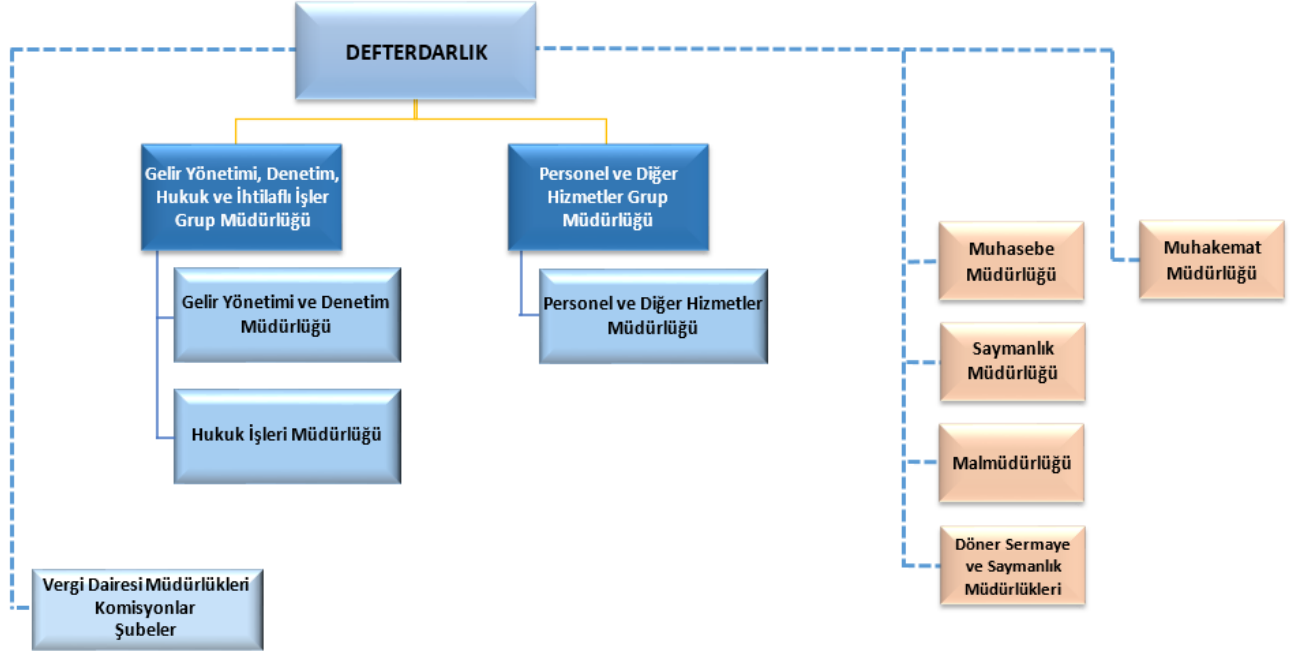 DEFTERDARLIK
Gelir Yönetimi, Denetim,
Hukuk ve İhtilaflı İşler
Grup Müdürlüğü
Personel ve Diğer
Hizmetler Grup
Müdürlüğü
Gelir Yönetimi ve Denetim
Müdürlüğü
Hukuk İşleri Müdürlüğü
Personel ve Diğer Hizmetler
Müdürlüğü
Muhasebe
Müdürlüğü
Saymanlık
Müdürlüğü
Malmüdürlüğü
Döner Sermaye
ve Saymanlık
Müdürlükleri
Muhakemat
Müdürlüğü
Vergi Dairesi Müdürlükleri
Komisyonlar
Şubeler